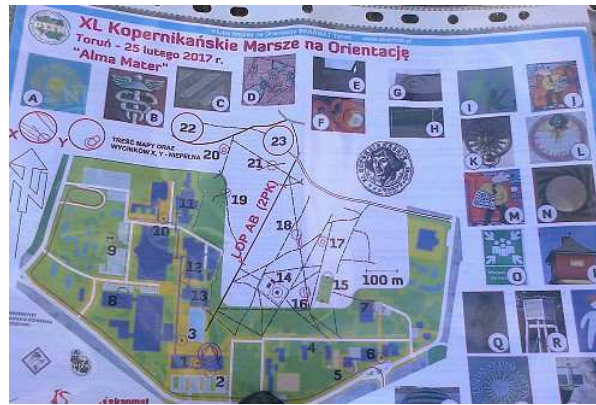 XL Kopernikańskie Marsze na Orientację
Toruń - 25 lutego 2017 r.
"Alma Mater"
A
B
C
D
E
F
G
H
I
J
K
L
M
N
O
Q
R
X
Y
TREŚĆ MAPY ORAZ
WYCINKÓW X, Y - NIEPEŁNA
22
23
20
21
19
LOP AB (2PK)
18
17
11
10
9
12
13
14
15
16
100 m
8
7
3
1
2
4
5
6